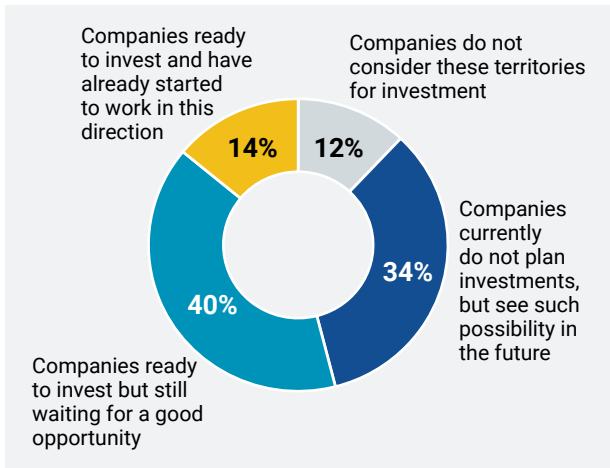 Companies ready
to invest and have
already started
to work in this
direction
Companies do not
consider these territories
for investment
14%
12%
Companies
currently
do not plan
investments,
but see such
possibility in
the future
34%
40%
Companies ready
to invest but still
waiting for a good
opportunity